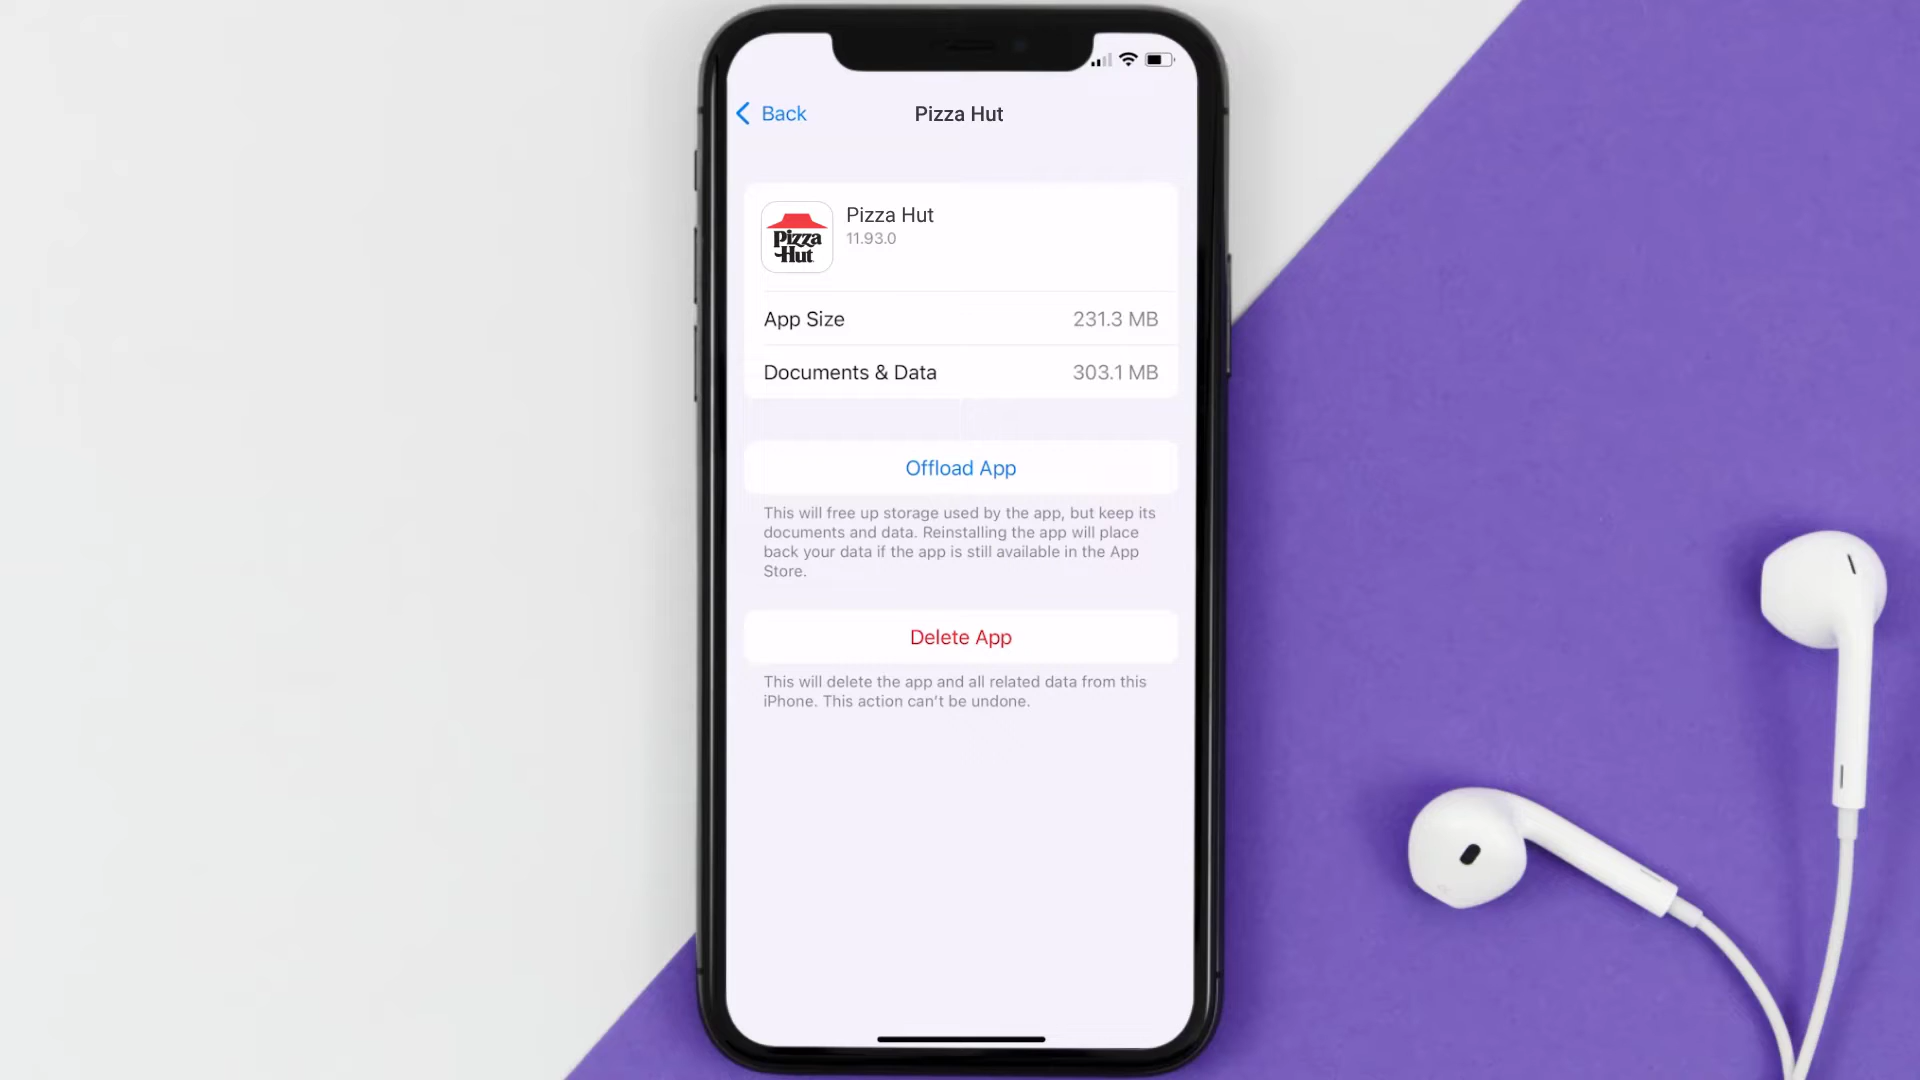 Back
Pizza Hut
Pizza
Hut
Pizza Hut
11.93.0
App Size
231.3 MB
Documents & Data
303.1 MB
Offload App
This will free up storage used by the app, but keep its
documents and data. Reinstalling the app will place
back your data if the app is still available in the App
Store.
Delete App
This will delete the app and all related data from this
iPhone. This action can't be undone.